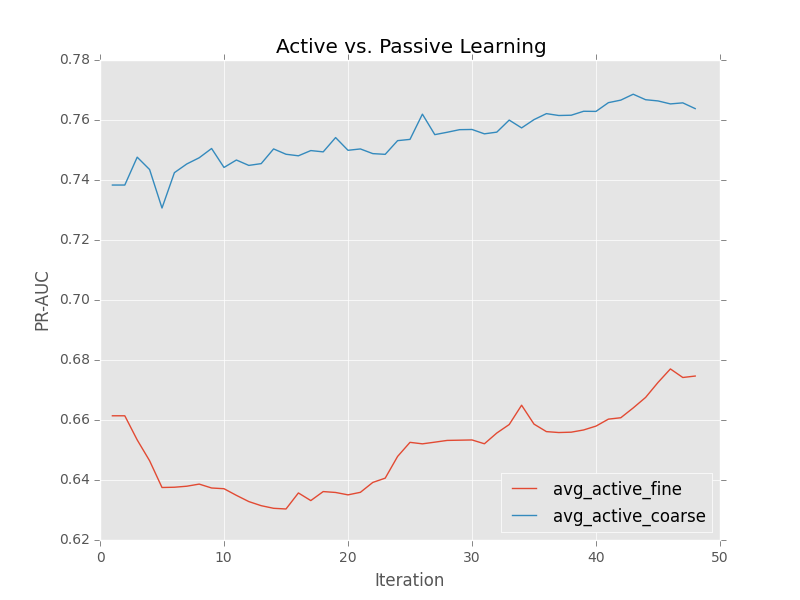 Active vs. Passive Learning
0.78
0.76
0.74
0.72
0.70
0.68
0.66
0.64
0.62
PR-AUC
avg_active_fine
avg_active_coarse
0 10 20 30 40 50
Iteration